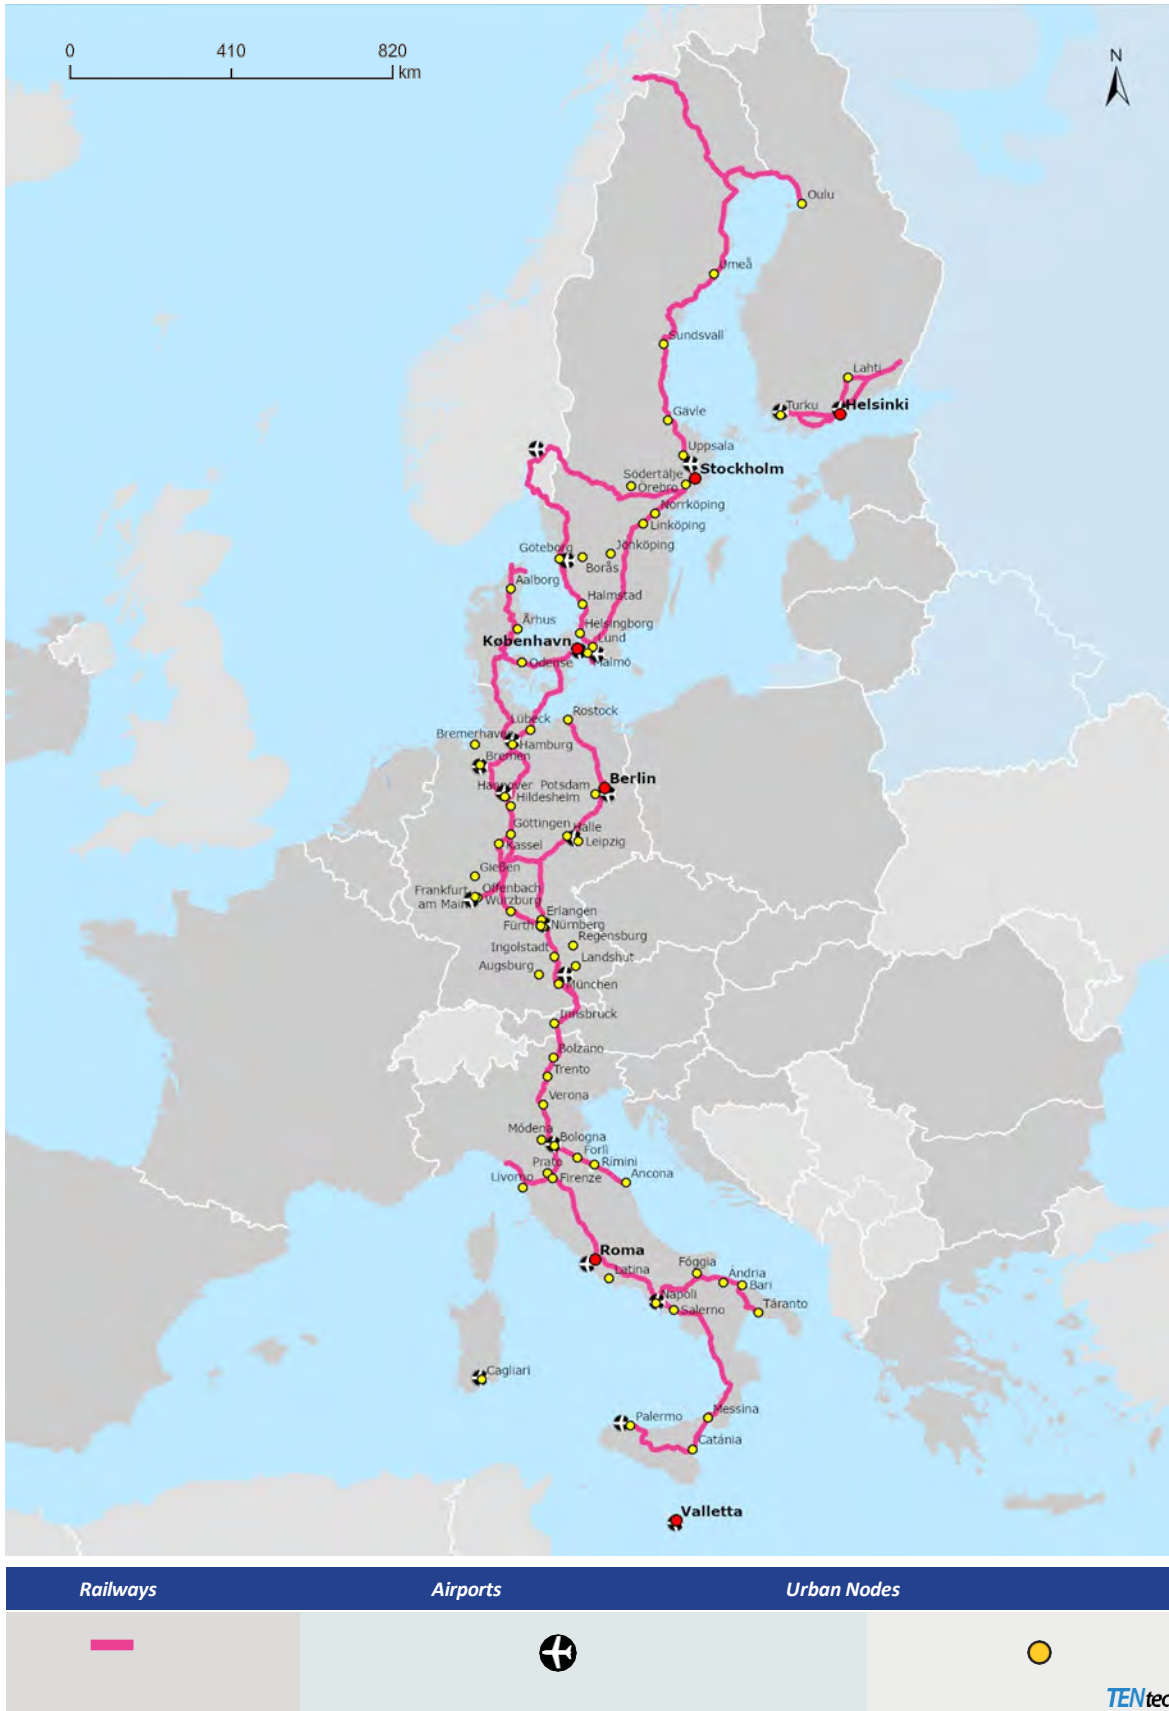 0 410 820
km
N
Oulu
Umeå
Sundsvall
Lahti
Turku
Helsinki
Gävle
Uppsala
Stockholm
Södertälje
Örebro
Norrköping
Linköping
Göteborg
Jönköping
Borås
Aalborg
Halmstad
Århus
Helsingborg
København
Lund
Odense
Malmö
Rostock
Lübeck
Bremerhav
Hamburg
Bremen
Hannover
Potsdam
Berlin
Hildesheim
Göttingen
Halle
Kassel
Leipzig
Gießen
Frankfurt
am Main
Offenbach
Würzburg
Erlangen
Fürth
Nürnberg
Regensburg
Ingolstadt
Landshut
Augsburg
München
Innsbruck
Bolzano
Trento
Verona
Módena
Bologna
Forlì
Prato
Rimini
Livorno
Firenze
Ancona
Roma
Latina
Fóggia
Ándria
Bari
Napoli
Salerno
Táranto
Cagliari
Palermo
Messina
Catánia
Valletta
Railways Airports Urban Nodes
TENtec